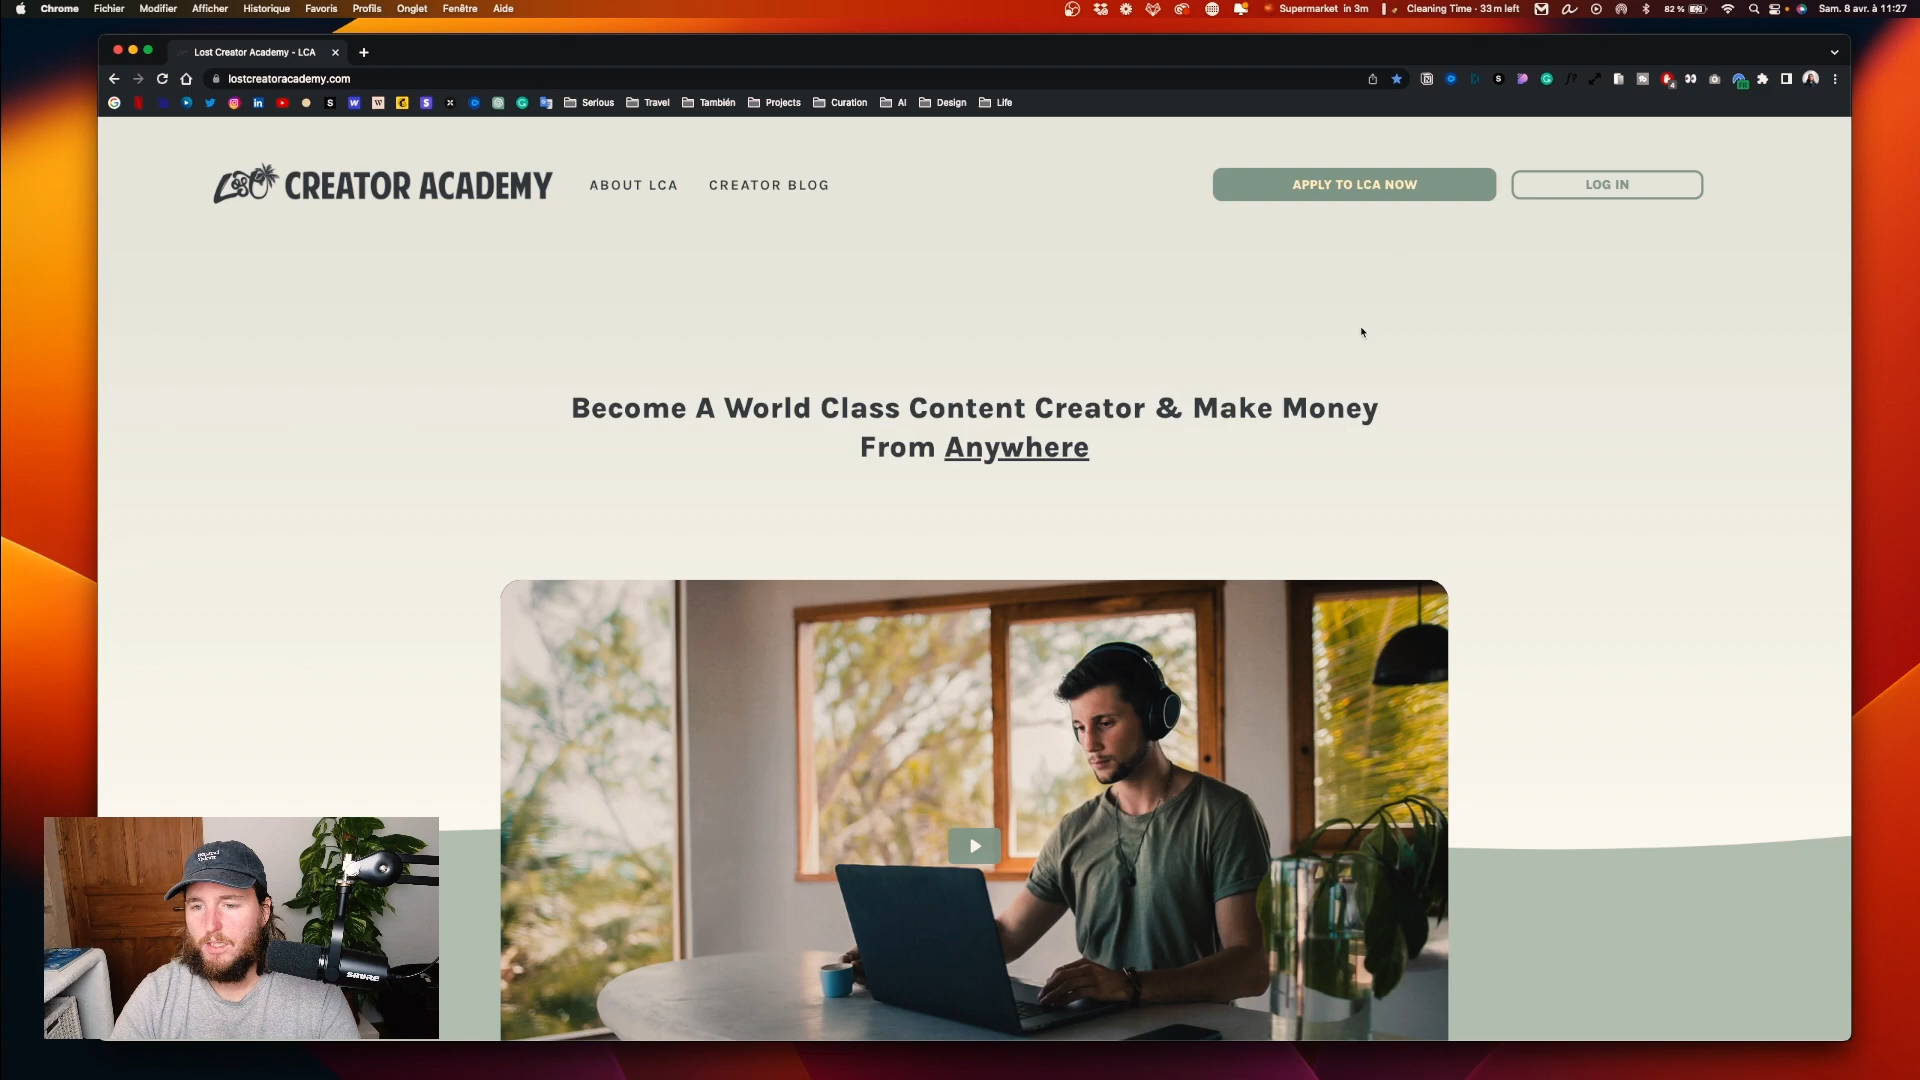 Chrome Fichier Modifier Afficher Historique Favoris Profils Onglet Fenêtre Aide
Supermarket in 3m Cleaning Time · 33 m left 82 % Sam. 8 avr. à 11:27
Lost Creator Academy - LCA
lostcreatoracademy.com
Serious Travel También Projects Curation AI Design Life
LOST CREATOR ACADEMY ABOUT LCA CREATOR BLOG APPLY TO LCA NOW LOG IN
Become A World Class Content Creator & Make Money
From Anywhere
SHURE